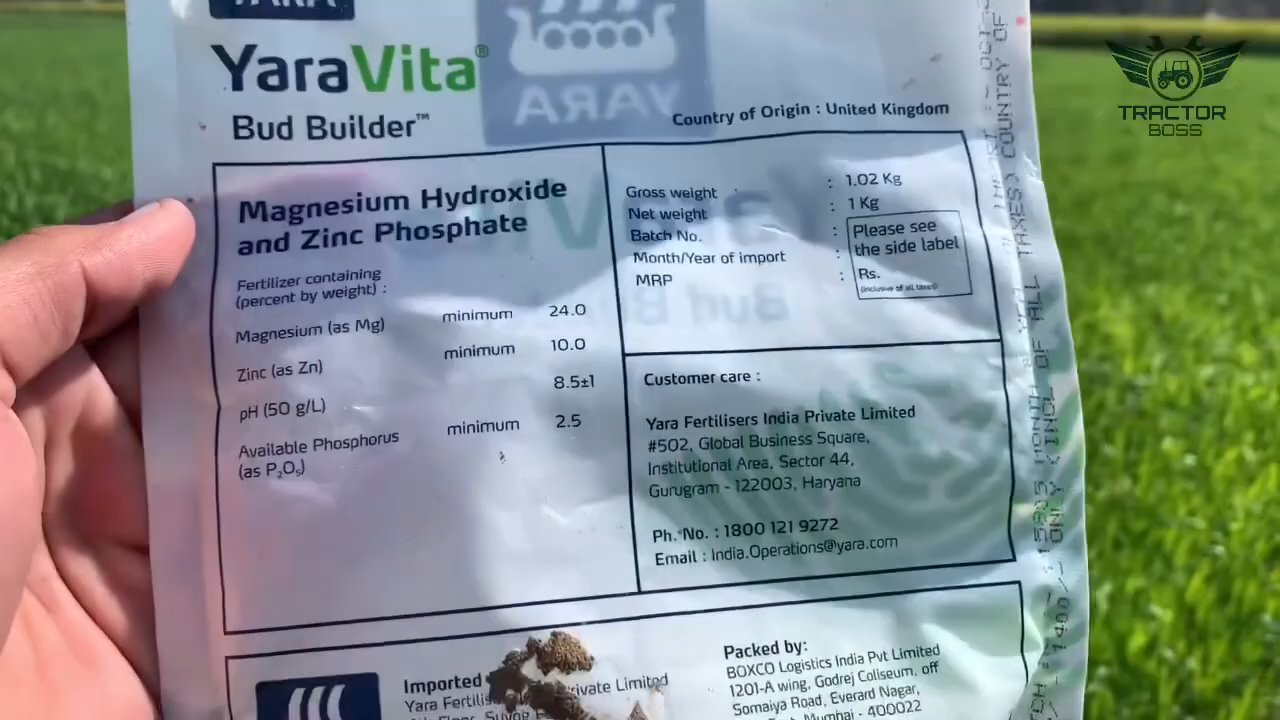 YARA
YaraVita®
Bud Builder™
Country of Origin : United Kingdom
Magnesium Hydroxide
and Zinc Phosphate
Fertilizer containing
(percent by weight) :
Magnesium (as Mg) minimum 24.0
Zinc (as Zn) minimum 10.0
pH (50 g/L) 8.5±1
Available Phosphorus minimum 2.5
(as P₂O₅)
Gross weight : 1.02 Kg
Net weight : 1 Kg
Batch No. : Please see
Month/Year of import : the side label
MRP : Rs.
(inclusive of all taxes)
Customer care :
Yara Fertilisers India Private Limited
#502, Global Business Square,
Institutional Area, Sector 44,
Gurugram - 122003, Haryana
Ph. No. : 1800 121 9272
Email : India.Operations@yara.com
Imported
Yara Private Limited
Packed by:
BOXCO Logistics India Pvt Limited
1201-A wing, Godrej Coliseum, off
Somaiya Road, Everard Nagar,
Mumbai - 400022
YARA
TRACTOR
BOSS